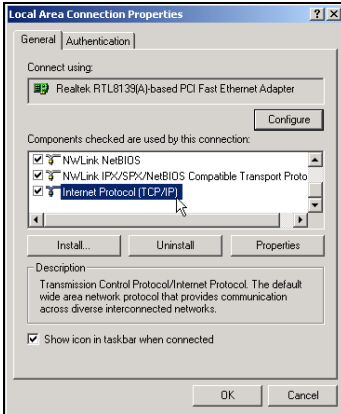 Local Area Connection Properties
General
Authentication
Connect using:
Realtek RTL8139(A)-based PCI Fast Ethernet Adapter
Configure
Components checked are used by this connection:
NWLink NetBIOS
NWLink IPX/SPX/NetBIOS Compatible Transport Proto
Internet Protocol (TCP/IP)
Install...
Uninstall
Properties
Description
Transmission Control Protocol/Internet Protocol. The default
wide area network protocol that provides communication
across diverse interconnected networks.
Show icon in taskbar when connected
OK
Cancel